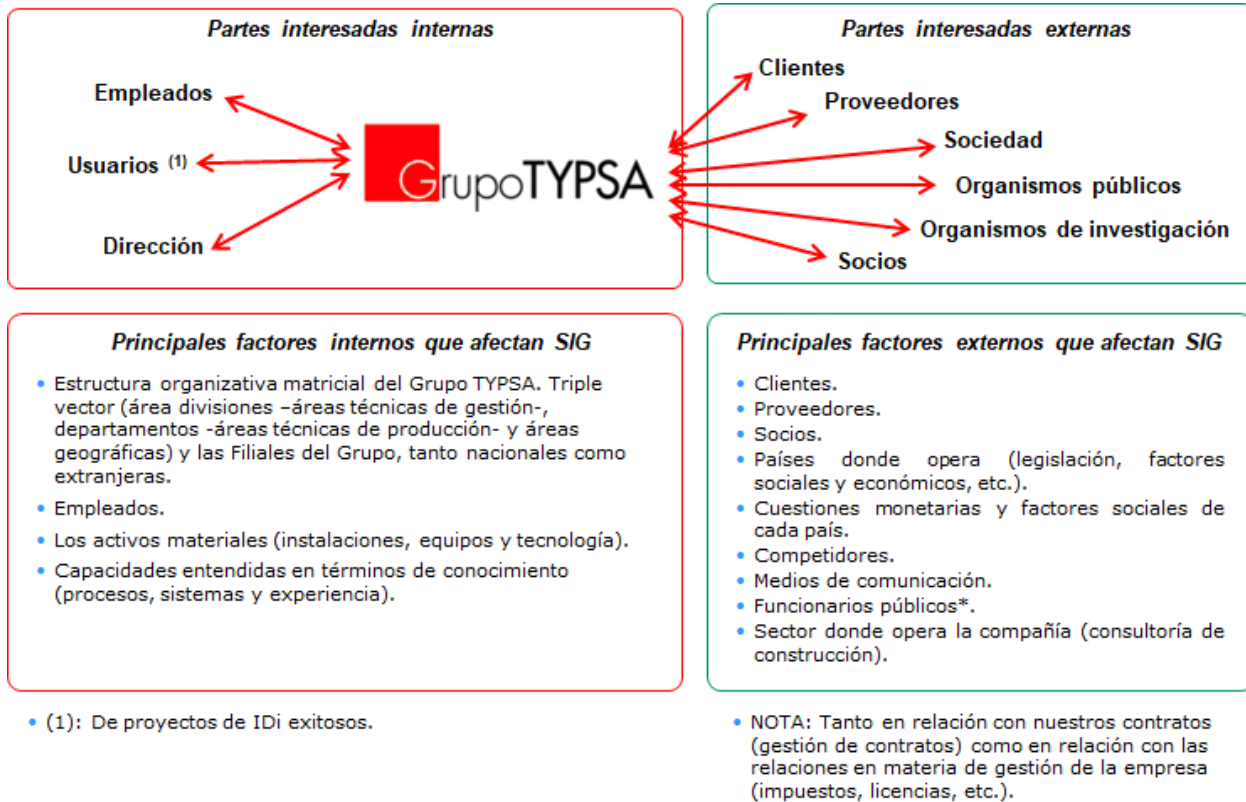 Partes interesadas internas
Empleados
Usuarios (1)
Dirección
GrupoTYPSA
Partes interesadas externas
Clientes
Proveedores
Sociedad
Organismos públicos
Organismos de investigación
Socios
Principales factores internos que afectan SIG
• Estructura organizativa matricial del Grupo TYPSA. Triple
vector (área divisiones –áreas técnicas de gestión-,
departamentos -áreas técnicas de producción- y áreas
geográficas) y las Filiales del Grupo, tanto nacionales como
extranjeras.
• Empleados.
• Los activos materiales (instalaciones, equipos y tecnología).
• Capacidades entendidas en términos de conocimiento
(procesos, sistemas y experiencia).
Principales factores externos que afectan SIG
• Clientes.
• Proveedores.
• Socios.
• Países donde opera (legislación, factores
sociales y económicos, etc.).
• Cuestiones monetarias y factores sociales de
cada país.
• Competidores.
• Medios de comunicación.
• Funcionarios públicos*.
• Sector donde opera la compañía (consultoría de
construcción).
• (1): De proyectos de IDi exitosos.
• NOTA: Tanto en relación con nuestros contratos
(gestión de contratos) como en relación con las
relaciones en materia de gestión de la empresa
(impuestos, licencias, etc.).